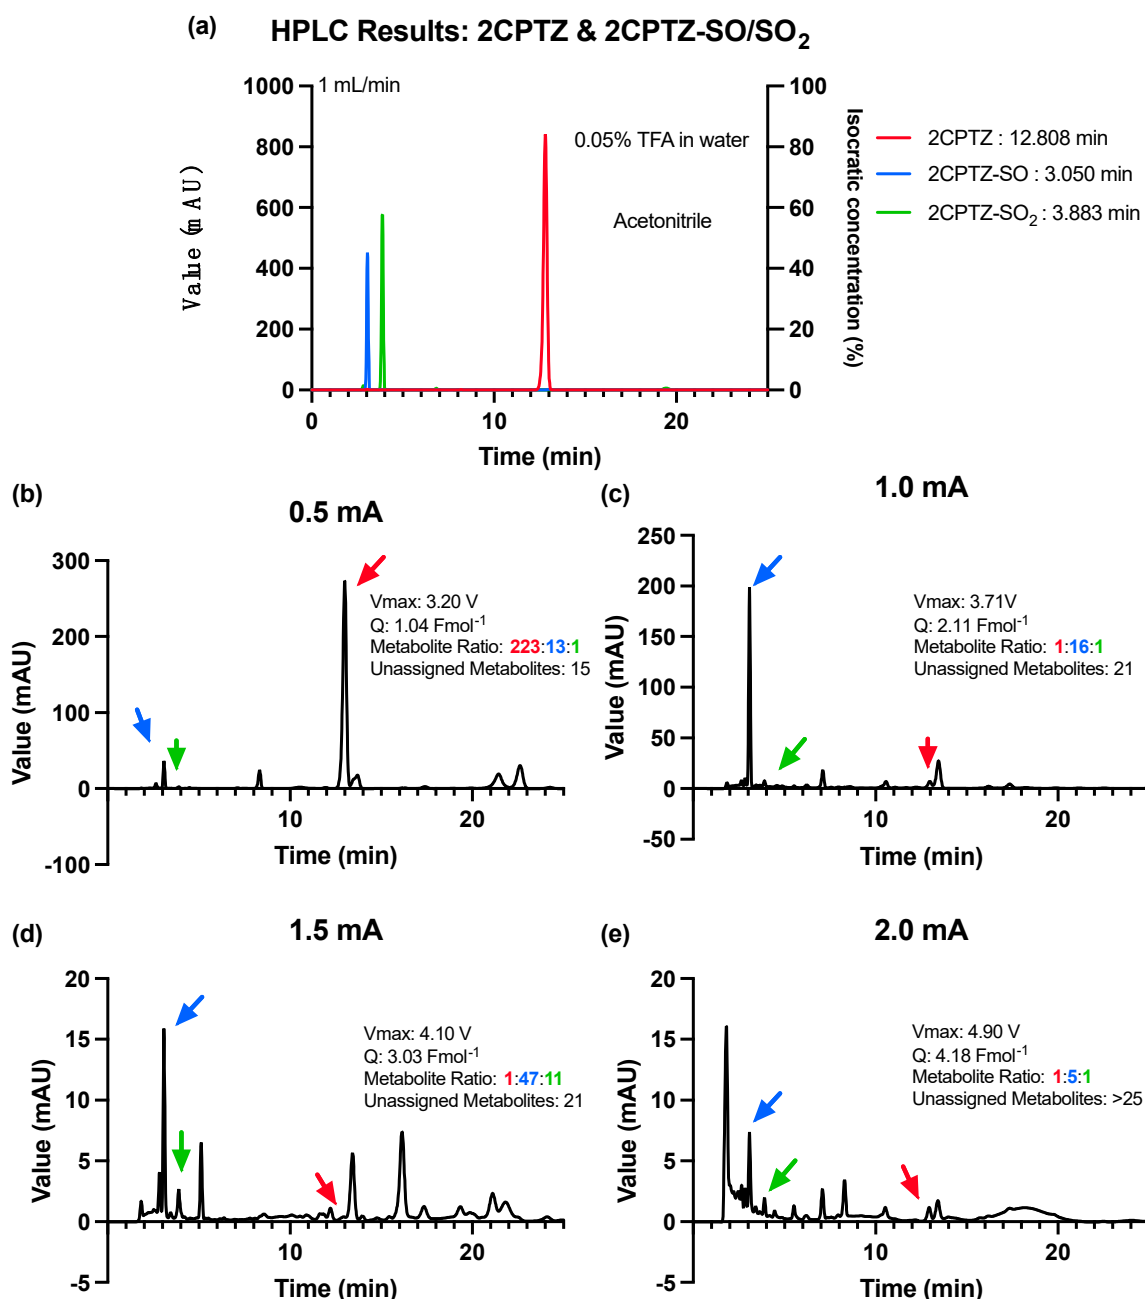 (a) HPLC Results: 2CPTZ & 2CPTZ-SO/SO2
1 mL/min
0.05% TFA in water
Acetonitrile
Value (mAU)
1000
800
600
400
200
0
100
80
60
40
20
0
Isocratic concentration (%)
0 10 20
Time (min)
2CPTZ : 12.808 min
2CPTZ-SO : 3.050 min
2CPTZ-SO2 : 3.883 min
(b)
0.5 mA
Value (mAU)
300
200
100
0
-100
Vmax: 3.20 V
Q: 1.04 Fmol-1
Metabolite Ratio: 223:13:1
Unassigned Metabolites: 15
10 20
Time (min)
(c)
1.0 mA
Value (mAU)
250
200
150
100
50
0
-50
Vmax: 3.71V
Q: 2.11 Fmol-1
Metabolite Ratio: 1:16:1
Unassigned Metabolites: 21
10 20
Time (min)
(d)
1.5 mA
Value (mAU)
20
15
10
5
0
-5
Vmax: 4.10 V
Q: 3.03 Fmol-1
Metabolite Ratio: 1:47:11
Unassigned Metabolites: 21
10 20
Time (min)
(e)
2.0 mA
Value (mAU)
20
15
10
5
0
-5
Vmax: 4.90 V
Q: 4.18 Fmol-1
Metabolite Ratio: 1:5:1
Unassigned Metabolites: >25
10 20
Time (min)